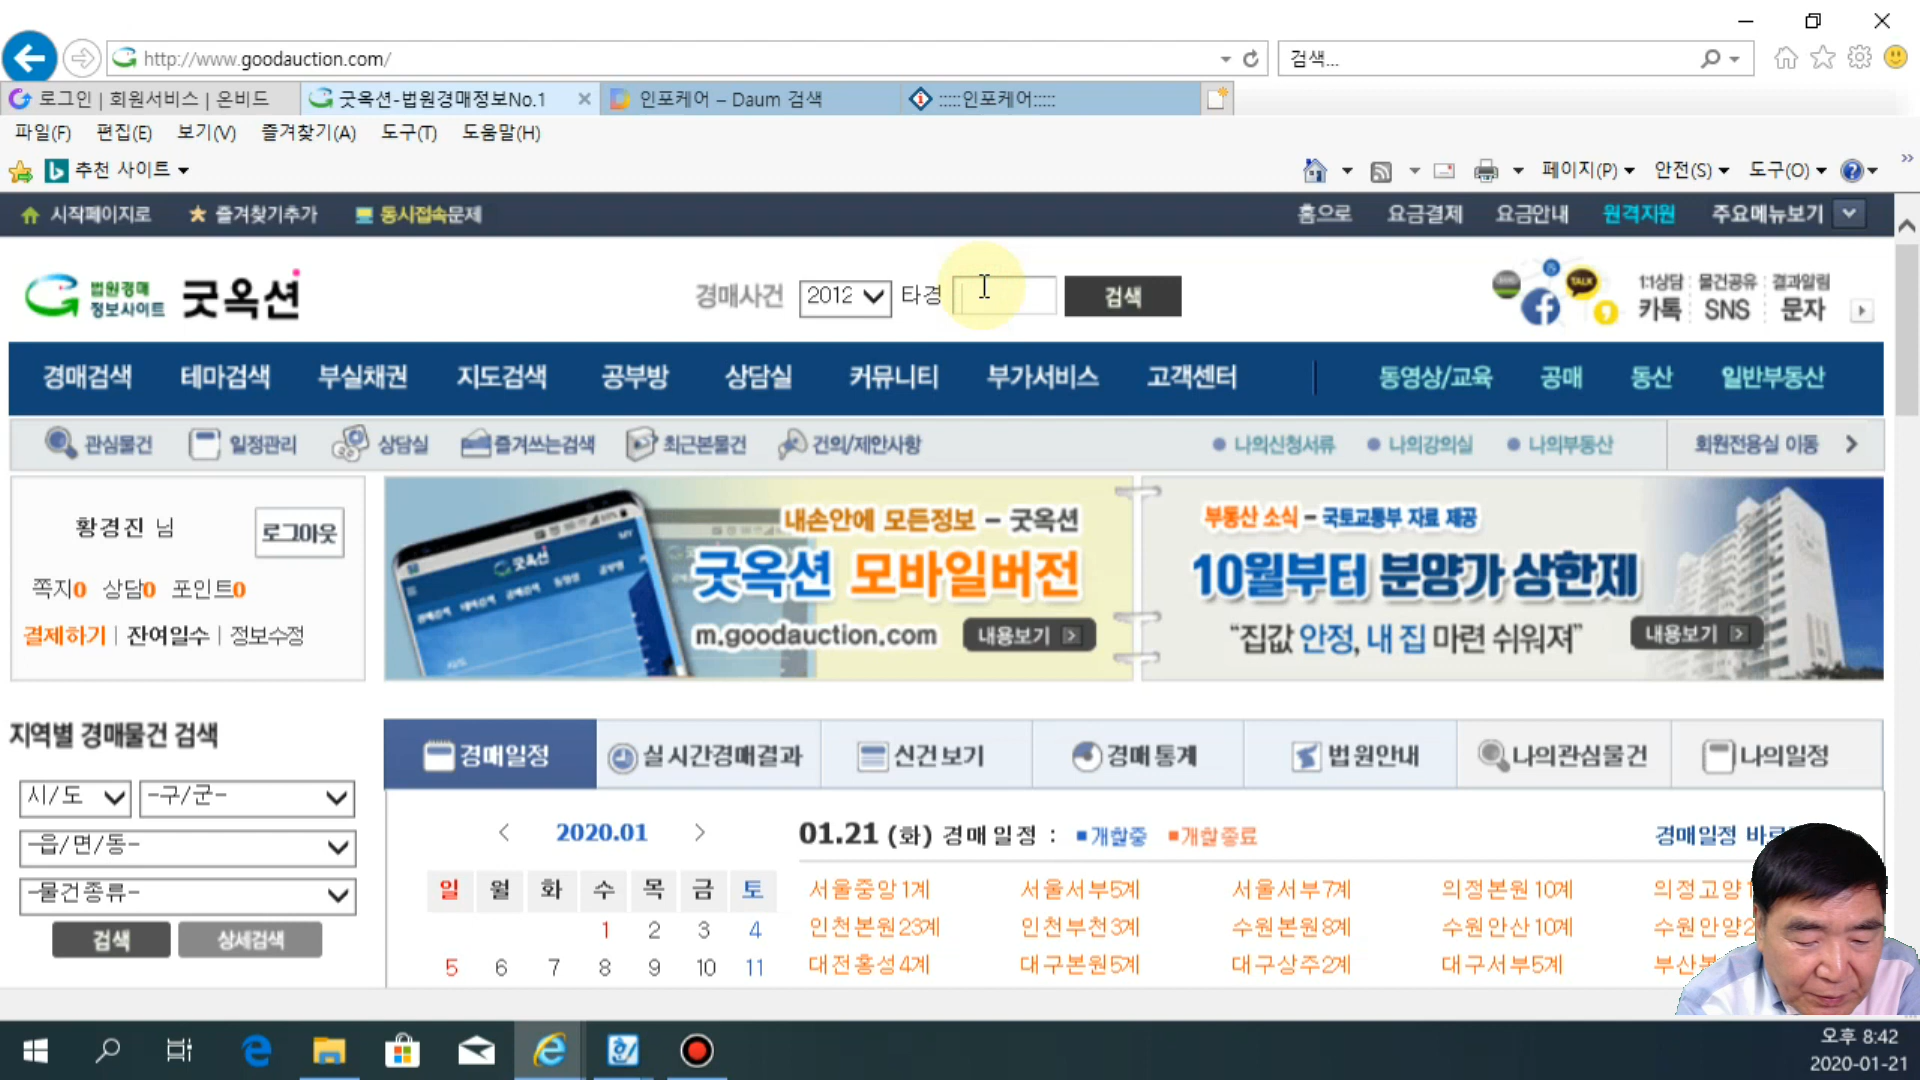 http://www.goodauction.com/
검색...
로그인 | 회원서비스 | 온비드
굿옥션-법원경매정보No.1
인포케어 – Daum 검색
:::::인포케어:::::
파일(F) 편집(E) 보기(V) 즐겨찾기(A) 도구(T) 도움말(H)
추천 사이트
페이지(P) 안전(S) 도구(O)
시작페이지로 즐겨찾기추가 동시접속문제
홈으로 요금결제 요금안내 원격지원 주요메뉴보기
법원경매
정보사이트
굿옥션
경매사건 2012 타경 검색
TALK
1:1상담 물건공유 결과알림
카톡 SNS 문자
경매검색 테마검색 부실채권 지도검색 공부방 상담실 커뮤니티 부가서비스 고객센터 동영상/교육 공매 동산 일반부동산
관심물건 일정관리 상담실 즐겨쓰는검색 최근본물건 건의/제안사항 나의신청서류 나의강의실 나의부동산 회원전용실 이동
황경진 님 로그아웃
쪽지0 상담0 포인트0
결제하기 | 잔여일수 | 정보수정
내손안에 모든정보 – 굿옥션
굿옥션 모바일버전
m.goodauction.com 내용보기
부동산 소식 – 국토교통부 자료 제공
10월부터 분양가 상한제
“집값 안정, 내 집 마련 쉬워져” 내용보기
지역별 경매물건 검색
시/도 -구/군-
-읍/면/동-
-물건종류-
검색 상세검색
경매일정 실시간경매결과 신건보기 경매통계 법원안내 나의관심물건 나의일정
2020.01
일 월 화 수 목 금 토
1 2 3 4
5 6 7 8 9 10 11
01.21 (화) 경매일정 : ■개찰중 ■개찰종료
경매일정
서울중앙1계 서울서부5계 서울서부7계 의정본원10계 의정고양
인천본원23계 인천부천3계 수원본원8계 수원안산10계 수원안양
대전홍성4계 대구본원5계 대구상주2계 대구서부5계
오후 8:42
2020-01-21